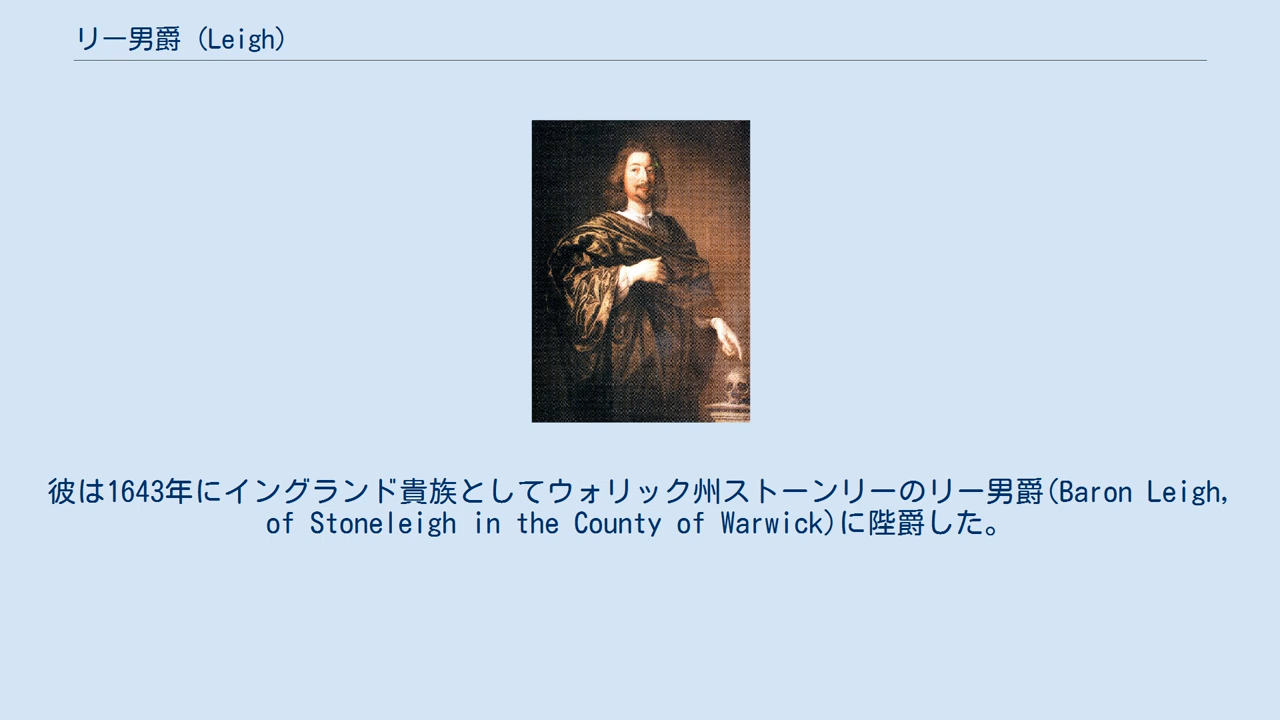 リー男爵 (Leigh)
彼は1643年にイングランド貴族としてウォリック州ストーンリーのリー男爵(Baron Leigh,
of Stoneleigh in the County of Warwick)に陞爵した。